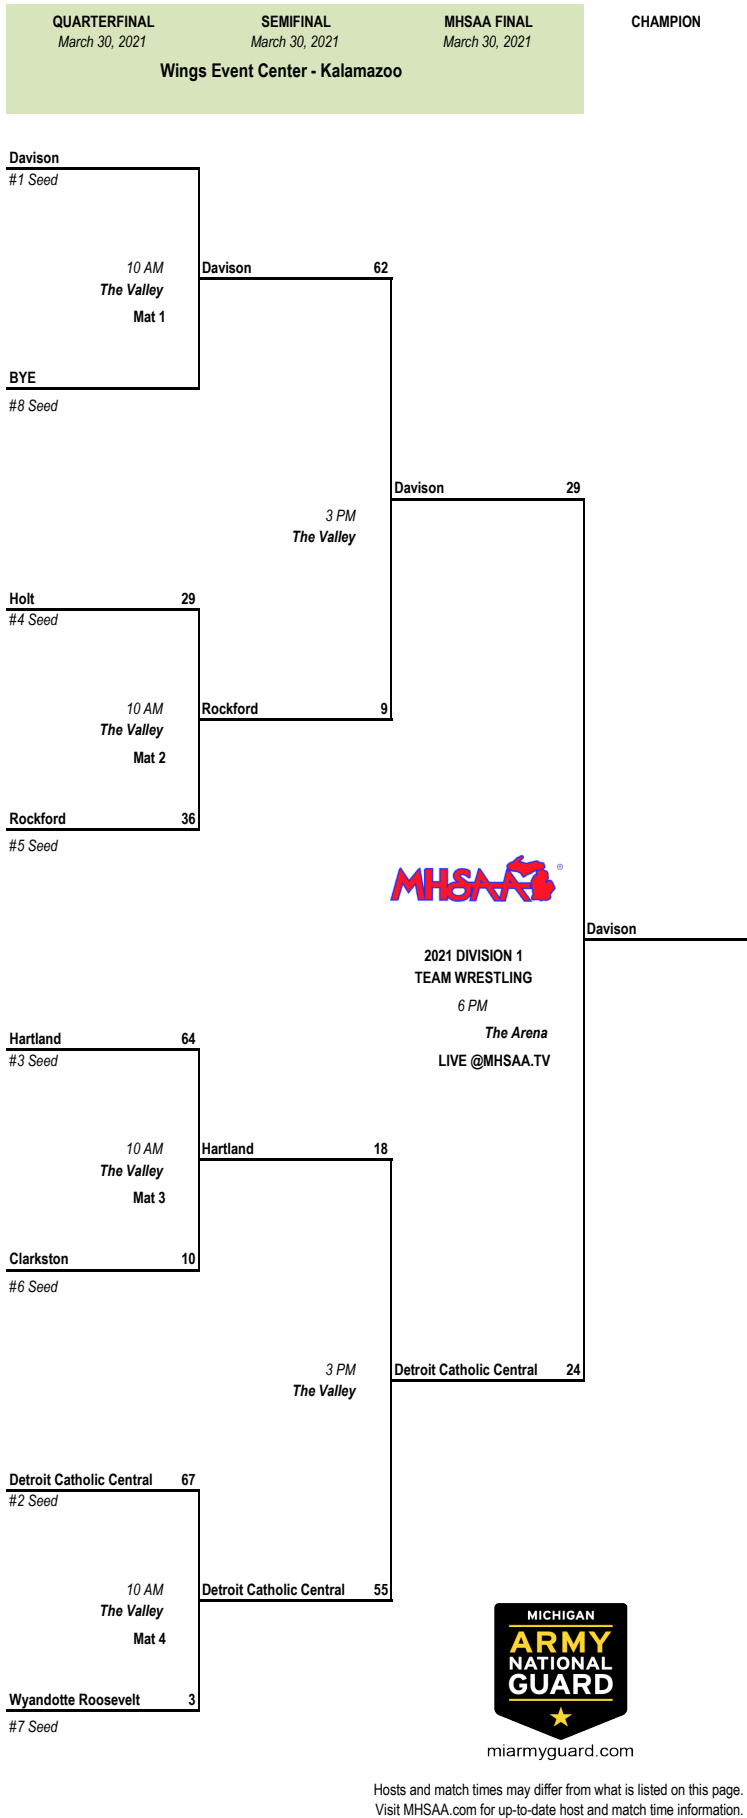 QUARTERFINAL SEMIFINAL MHSAA FINAL CHAMPION
March 30, 2021 March 30, 2021 March 30, 2021
Wings Event Center - Kalamazoo
Davison
#1 Seed
10 AM
Davison 62
The Valley
Mat 1
BYE
#8 Seed
Davison 29
3 PM
The Valley
Holt 29
#4 Seed
10 AM
Rockford 9
The Valley
Mat 2
Rockford 36
#5 Seed
MHSAA ®
Davison
2021 DIVISION 1
TEAM WRESTLING
6 PM
The Arena
LIVE @MHSAA.TV
Hartland 64
#3 Seed
10 AM
Hartland 18
The Valley
Mat 3
Clarkston 10
#6 Seed
3 PM
Detroit Catholic Central 24
The Valley
Detroit Catholic Central 67
#2 Seed
10 AM
Detroit Catholic Central 55
The Valley
Mat 4
Wyandotte Roosevelt 3
#7 Seed
MICHIGAN
ARMY
NATIONAL
GUARD
miarmyguard.com
Hosts and match times may differ from what is listed on this page.
Visit MHSAA.com for up-to-date host and match time information.